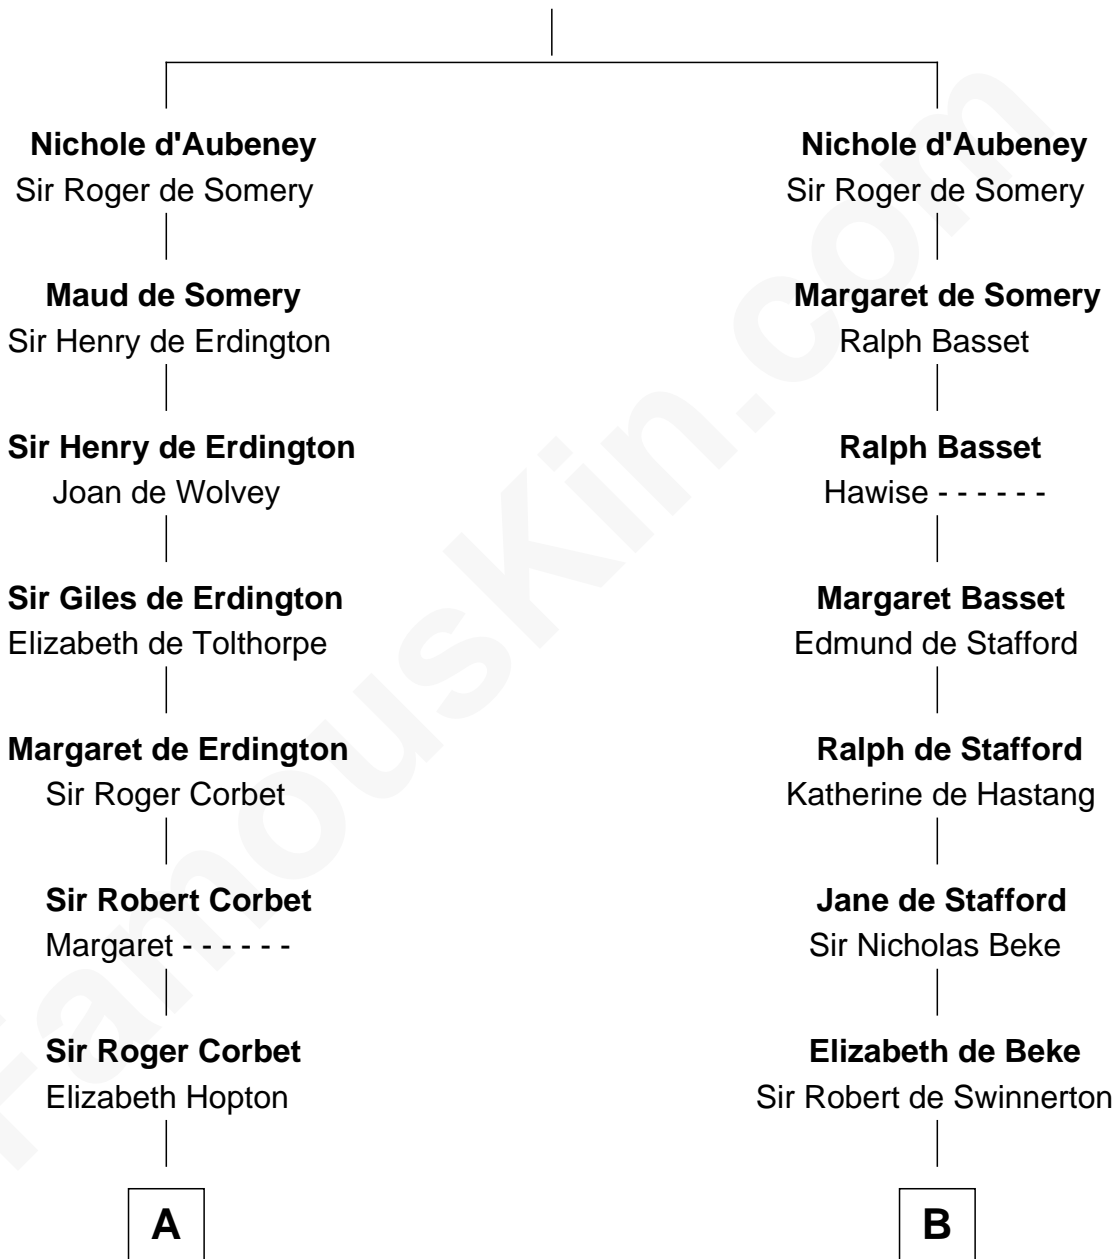 Nichole d'Aubeney
Sir Roger de Somery
Maud de Somery
Sir Henry de Erdington
Sir Henry de Erdington
Joan de Wolvey
Sir Giles de Erdington
Elizabeth de Tolthorpe
Margaret de Erdington
Sir Roger Corbet
Sir Robert Corbet
Margaret - - - - - -
Sir Roger Corbet
Elizabeth Hopton
A
Nichole d'Aubeney
Sir Roger de Somery
Margaret de Somery
Ralph Basset
Ralph Basset
Hawise - - - - - -
Margaret Basset
Edmund de Stafford
Ralph de Stafford
Katherine de Hastang
Jane de Stafford
Sir Nicholas Beke
Elizabeth de Beke
Sir Robert de Swinnerton
B
FamousKin.com